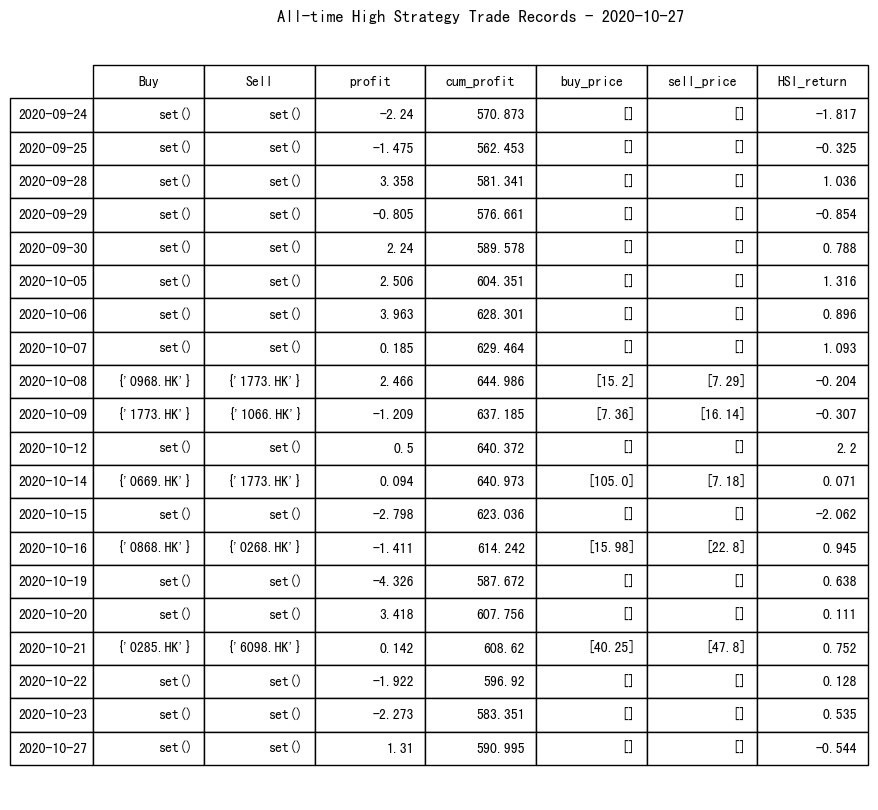 All-time High Strategy Trade Records - 2020-10-27
Buy Sell profit cum_profit buy_price sell_price HSI_return
2020-09-24 set() set() -2.24 570.873 [] [] -1.817
2020-09-25 set() set() -1.475 562.453 [] [] -0.325
2020-09-28 set() set() 3.358 581.341 [] [] 1.036
2020-09-29 set() set() -0.805 576.661 [] [] -0.854
2020-09-30 set() set() 2.24 589.578 [] [] 0.788
2020-10-05 set() set() 2.506 604.351 [] [] 1.316
2020-10-06 set() set() 3.963 628.301 [] [] 0.896
2020-10-07 set() set() 0.185 629.464 [] [] 1.093
2020-10-08 {'0968.HK'} {'1773.HK'} 2.466 644.986 [15.2] [7.29] -0.204
2020-10-09 {'1773.HK'} {'1066.HK'} -1.209 637.185 [7.36] [16.14] -0.307
2020-10-12 set() set() 0.5 640.372 [] [] 2.2
2020-10-14 {'0669.HK'} {'1773.HK'} 0.094 640.973 [105.0] [7.18] 0.071
2020-10-15 set() set() -2.798 623.036 [] [] -2.062
2020-10-16 {'0868.HK'} {'0268.HK'} -1.411 614.242 [15.98] [22.8] 0.945
2020-10-19 set() set() -4.326 587.672 [] [] 0.638
2020-10-20 set() set() 3.418 607.756 [] [] 0.111
2020-10-21 {'0285.HK'} {'6098.HK'} 0.142 608.62 [40.25] [47.8] 0.752
2020-10-22 set() set() -1.922 596.92 [] [] 0.128
2020-10-23 set() set() -2.273 583.351 [] [] 0.535
2020-10-27 set() set() 1.31 590.995 [] [] -0.544